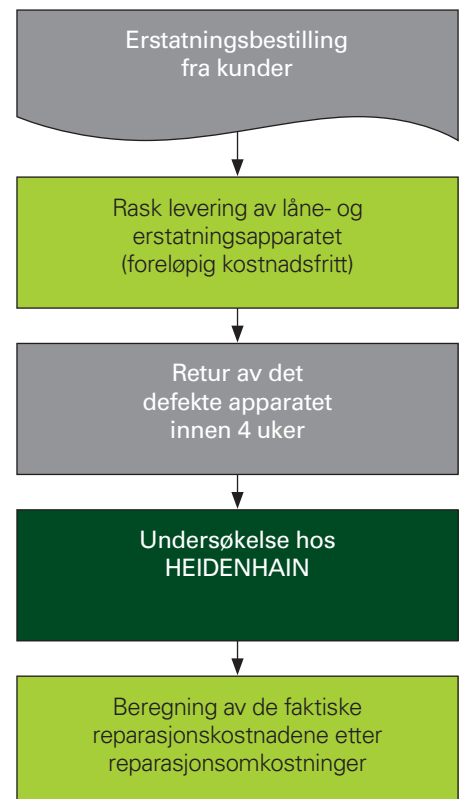 Erstatningsbestilling
fra kunder
Rask levering av låne- og
erstatningsapparatet
(foreløpig kostnadsfritt)
Retur av det
defekte apparatet
innen 4 uker
Undersøkelse hos
HEIDENHAIN
Beregning av de faktiske
reparasjonskostnadene etter
reparasjonsomkostninger